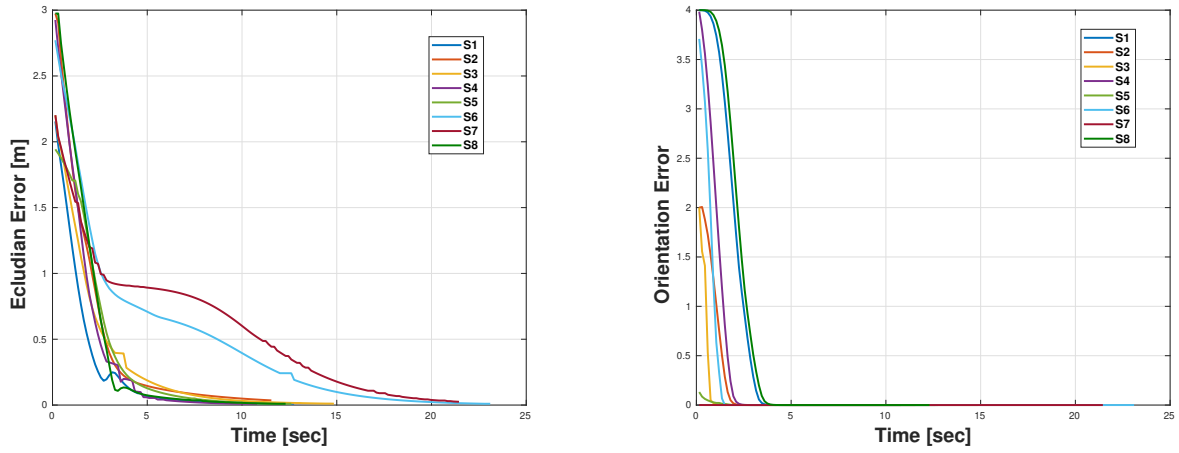 3
2.5
2
1.5
1
0.5
0
0
5
10
15
20
25
Ecludian Error [m]
Time [sec]
S1
S2
S3
S4
S5
S6
S7
S8
4
3.5
3
2.5
2
1.5
1
0.5
0
0
5
10
15
20
25
Orientation Error
Time [sec]
S1
S2
S3
S4
S5
S6
S7
S8